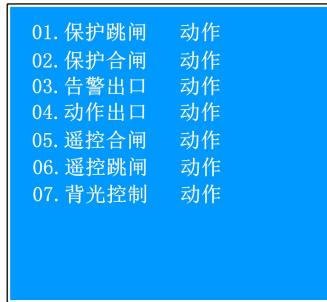 01.保护跳闸 动作
02.保护合闸 动作
03.告警出口 动作
04.动作出口 动作
05.遥控合闸 动作
06.遥控跳闸 动作
07.背光控制 动作